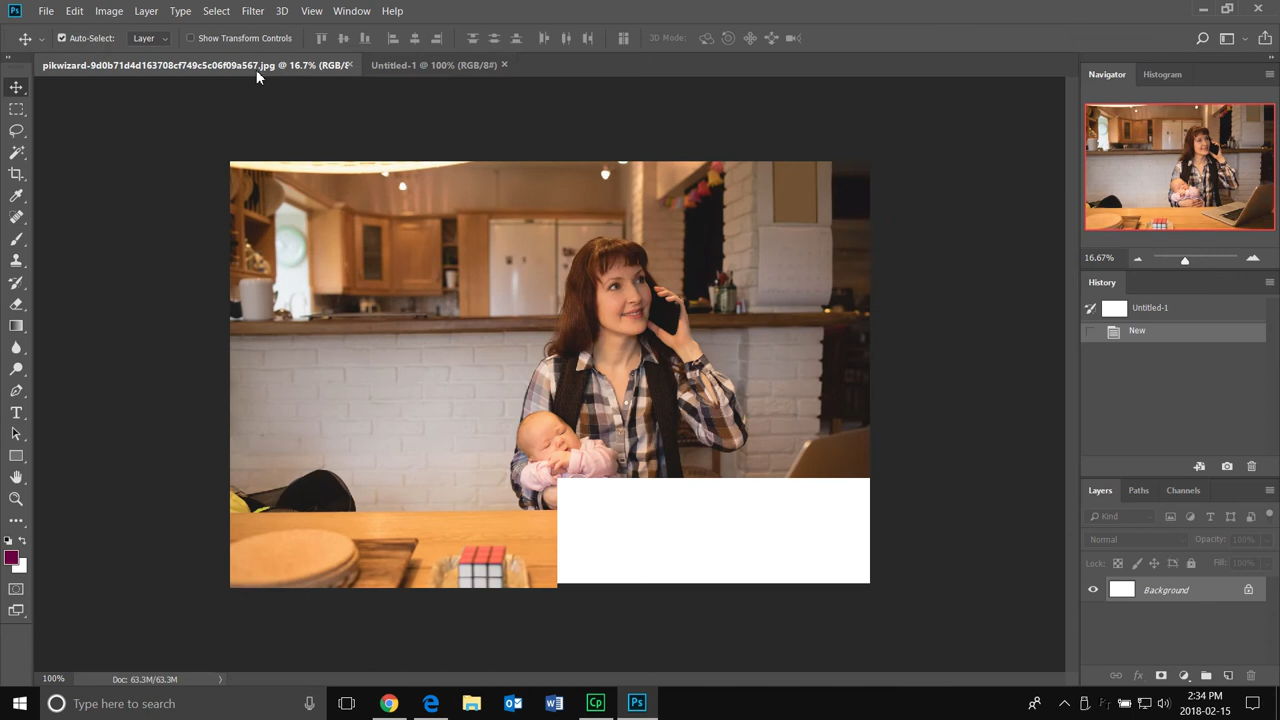 Ps File Edit Image Layer Type Select Filter 3D View Window Help
Auto-Select: Layer Show Transform Controls 3D Mode:
pikwizard-9d0b71d4d163708cf749c5c06f09a567.jpg @ 16.7% (RGB/8 Untitled-1 @ 100% (RGB/8#)
Navigator Histogram
16.67%
History
Untitled-1
New
Layers Paths Channels
Kind
Normal Opacity: 100%
Lock: Fill: 100%
Background
100% Doc: 63.3M/63.3M
Type here to search
Cp Ps
2:34 PM
2018-02-15